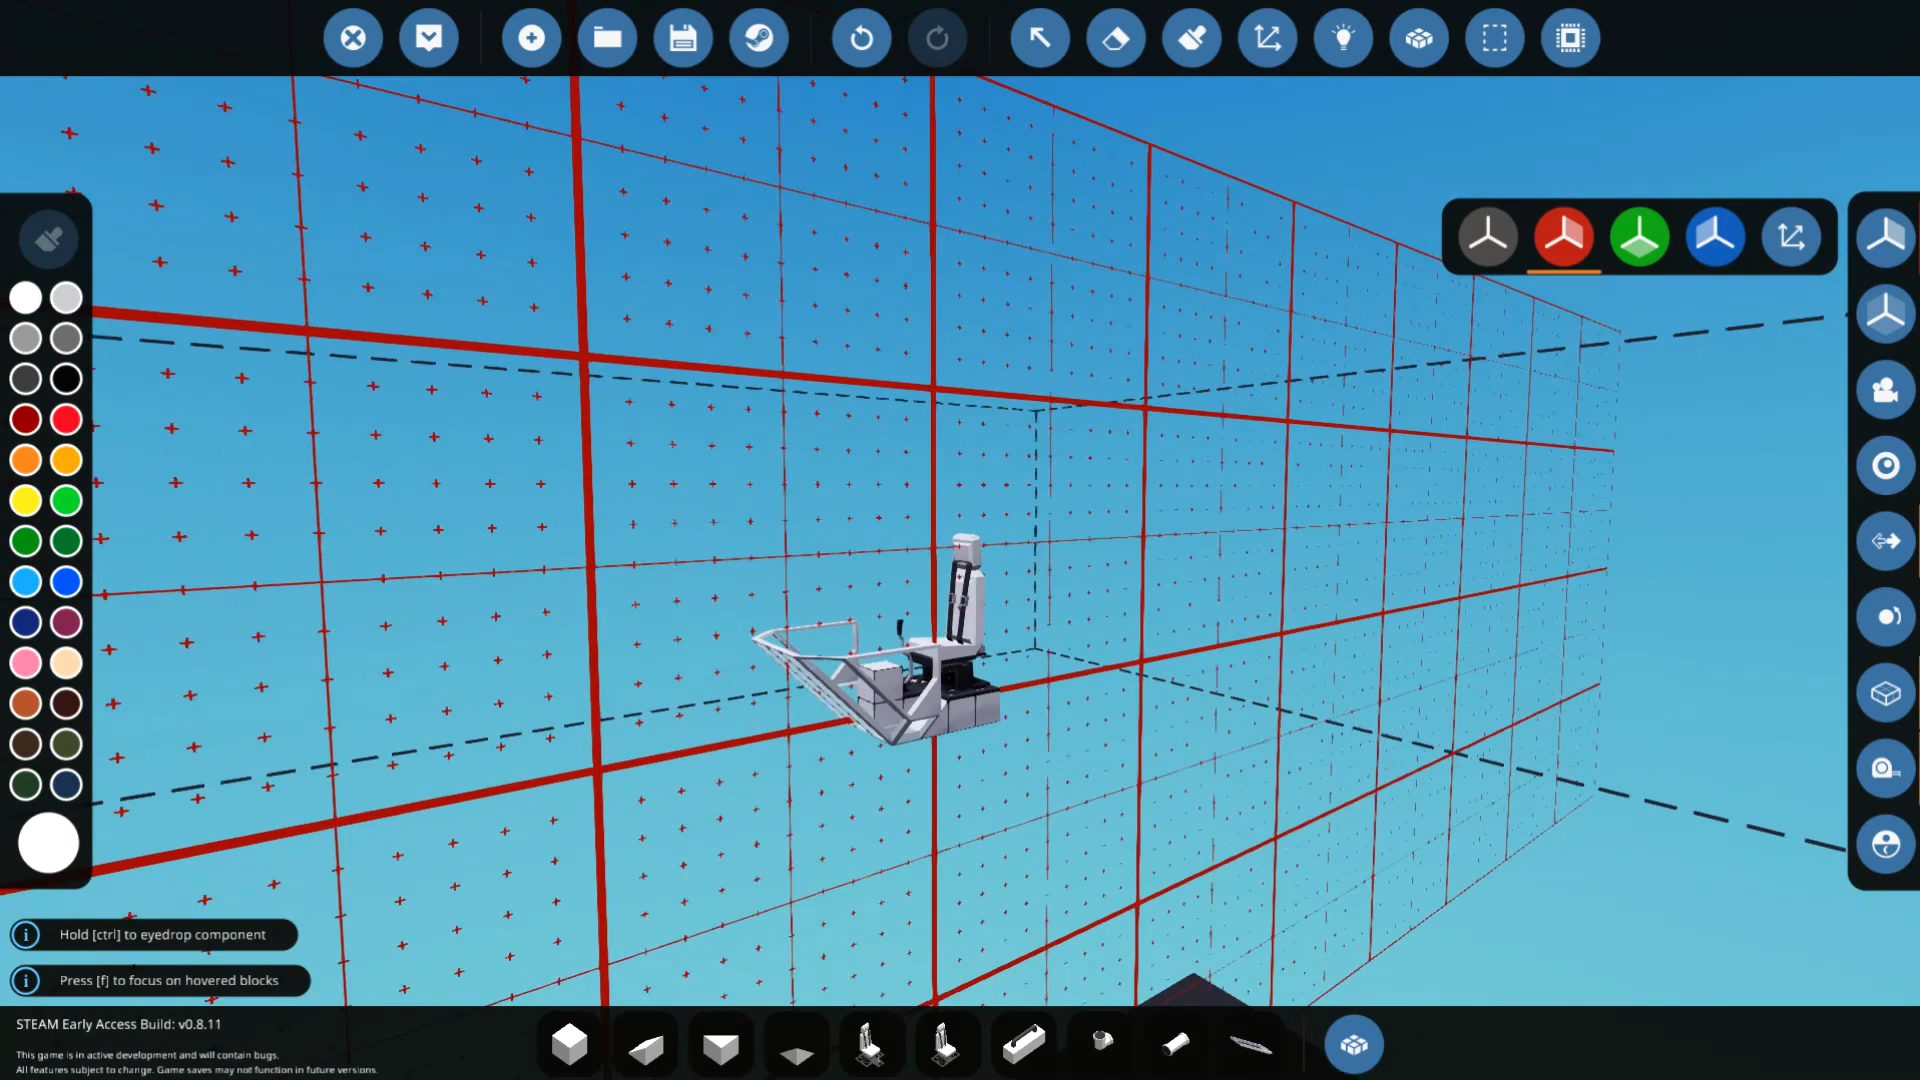 Hold [ctrl] to eyedrop component
Press [f] to focus on hovered blocks
STEAM Early Access Build: v0.8.11
This game is in active development and will contain bugs.
All features subject to change. Game saves may not function in future versions.